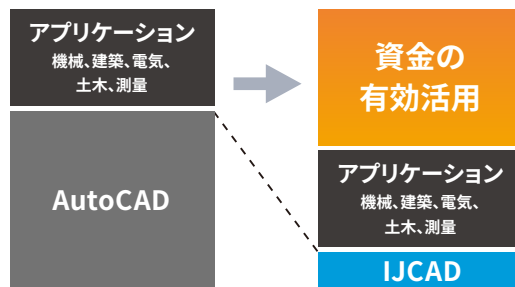 アプリケーション
機械、建築、電気、
土木、測量
AutoCAD
資金の
有効活用
アプリケーション
機械、建築、電気、
土木、測量
IJCAD